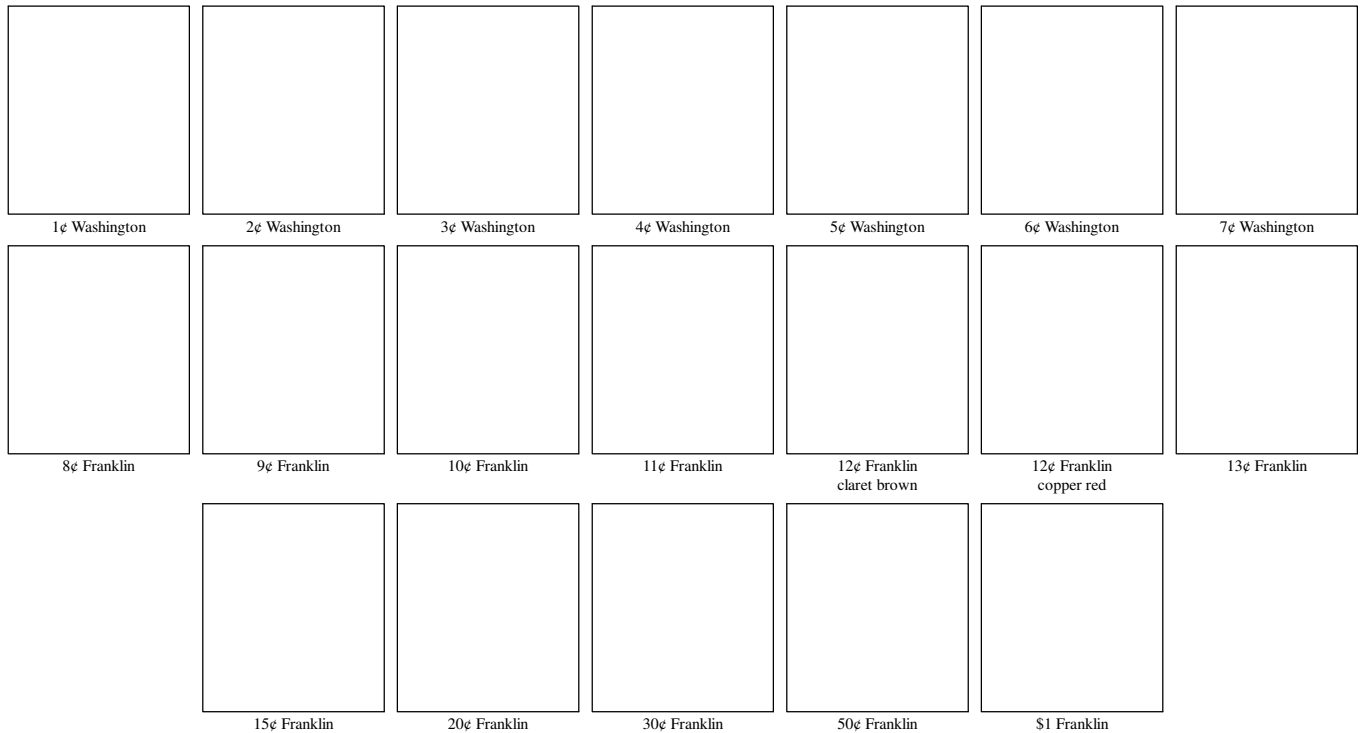 1¢ Washington
2¢ Washington
3¢ Washington
4¢ Washington
5¢ Washington
6¢ Washington
7¢ Washington
8¢ Franklin
9¢ Franklin
10¢ Franklin
11¢ Franklin
12¢ Franklin
claret brown
12¢ Franklin
copper red
13¢ Franklin
15¢ Franklin
20¢ Franklin
30¢ Franklin
50¢ Franklin
$1 Franklin